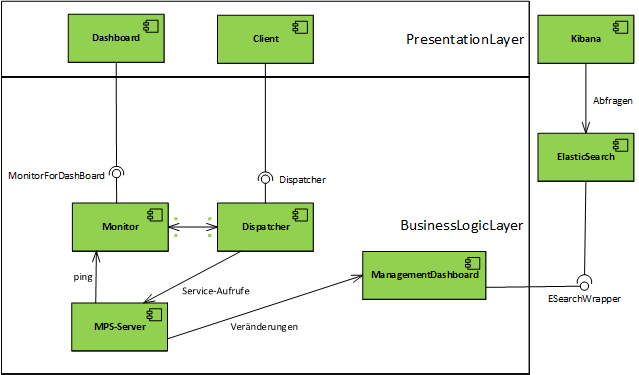 Dashboard
Client
PresentationLayer
Kibana
Abfragen
ElasticSearch
MonitorForDashBoard
Dispatcher
Monitor
Dispatcher
BusinessLogicLayer
ping
Service-Aufrufe
ManagementDashboard
ESearchWrapper
MPS-Server
Veränderungen